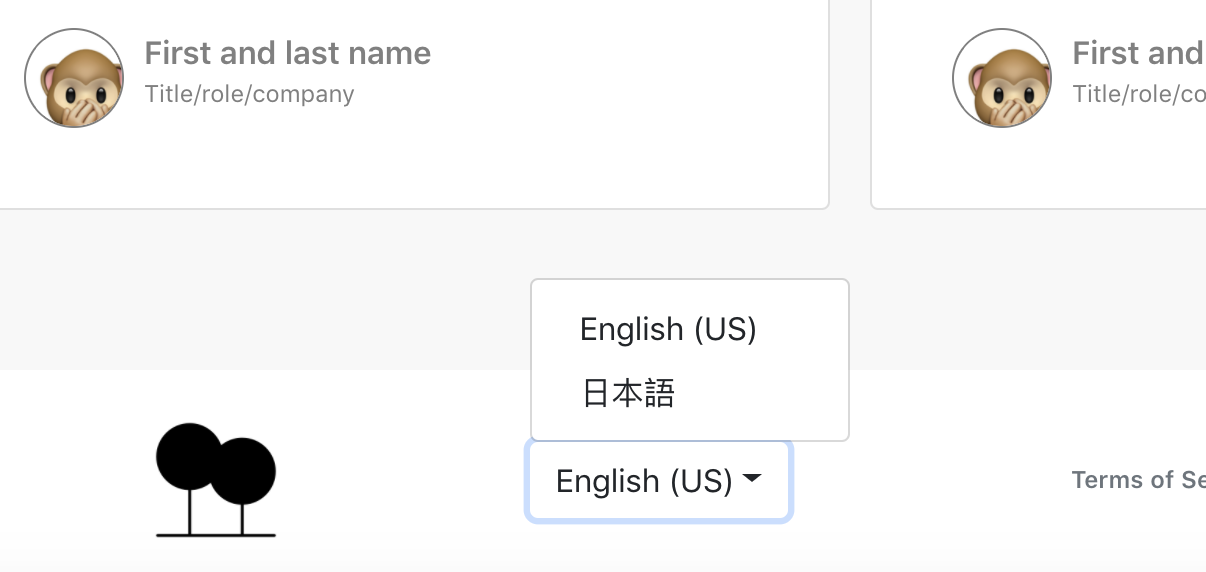 First and last name
Title/role/company
First and
Title/role/co
English (US)
日本語
English (US)
Terms of Se